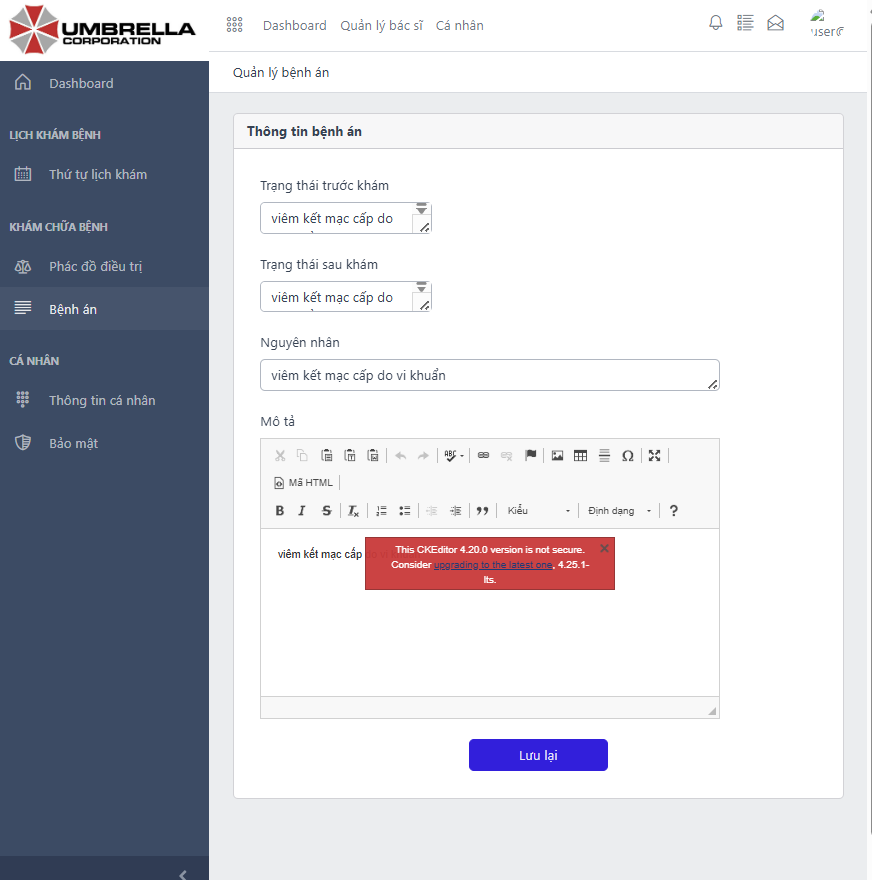 UMBRELLA
CORPORATION
Dashboard Quản lý bác sĩ Cá nhân
user
Dashboard
LỊCH KHÁM BỆNH
Thứ tự lịch khám
KHÁM CHỮA BỆNH
Phác đồ điều trị
Bệnh án
CÁ NHÂN
Thông tin cá nhân
Bảo mật
Quản lý bệnh án
Thông tin bệnh án
Trạng thái trước khám
viêm kết mạc cấp do
Trạng thái sau khám
viêm kết mạc cấp do
Nguyên nhân
viêm kết mạc cấp do vi khuẩn
Mô tả
ABC
Mã HTML
B I S Tx Kiểu Định dạng ?
viêm kết mạc cấp
This CKEditor 4.20.0 version is not secure.
Consider upgrading to the latest one, 4.25.1-
lts.
Lưu lại